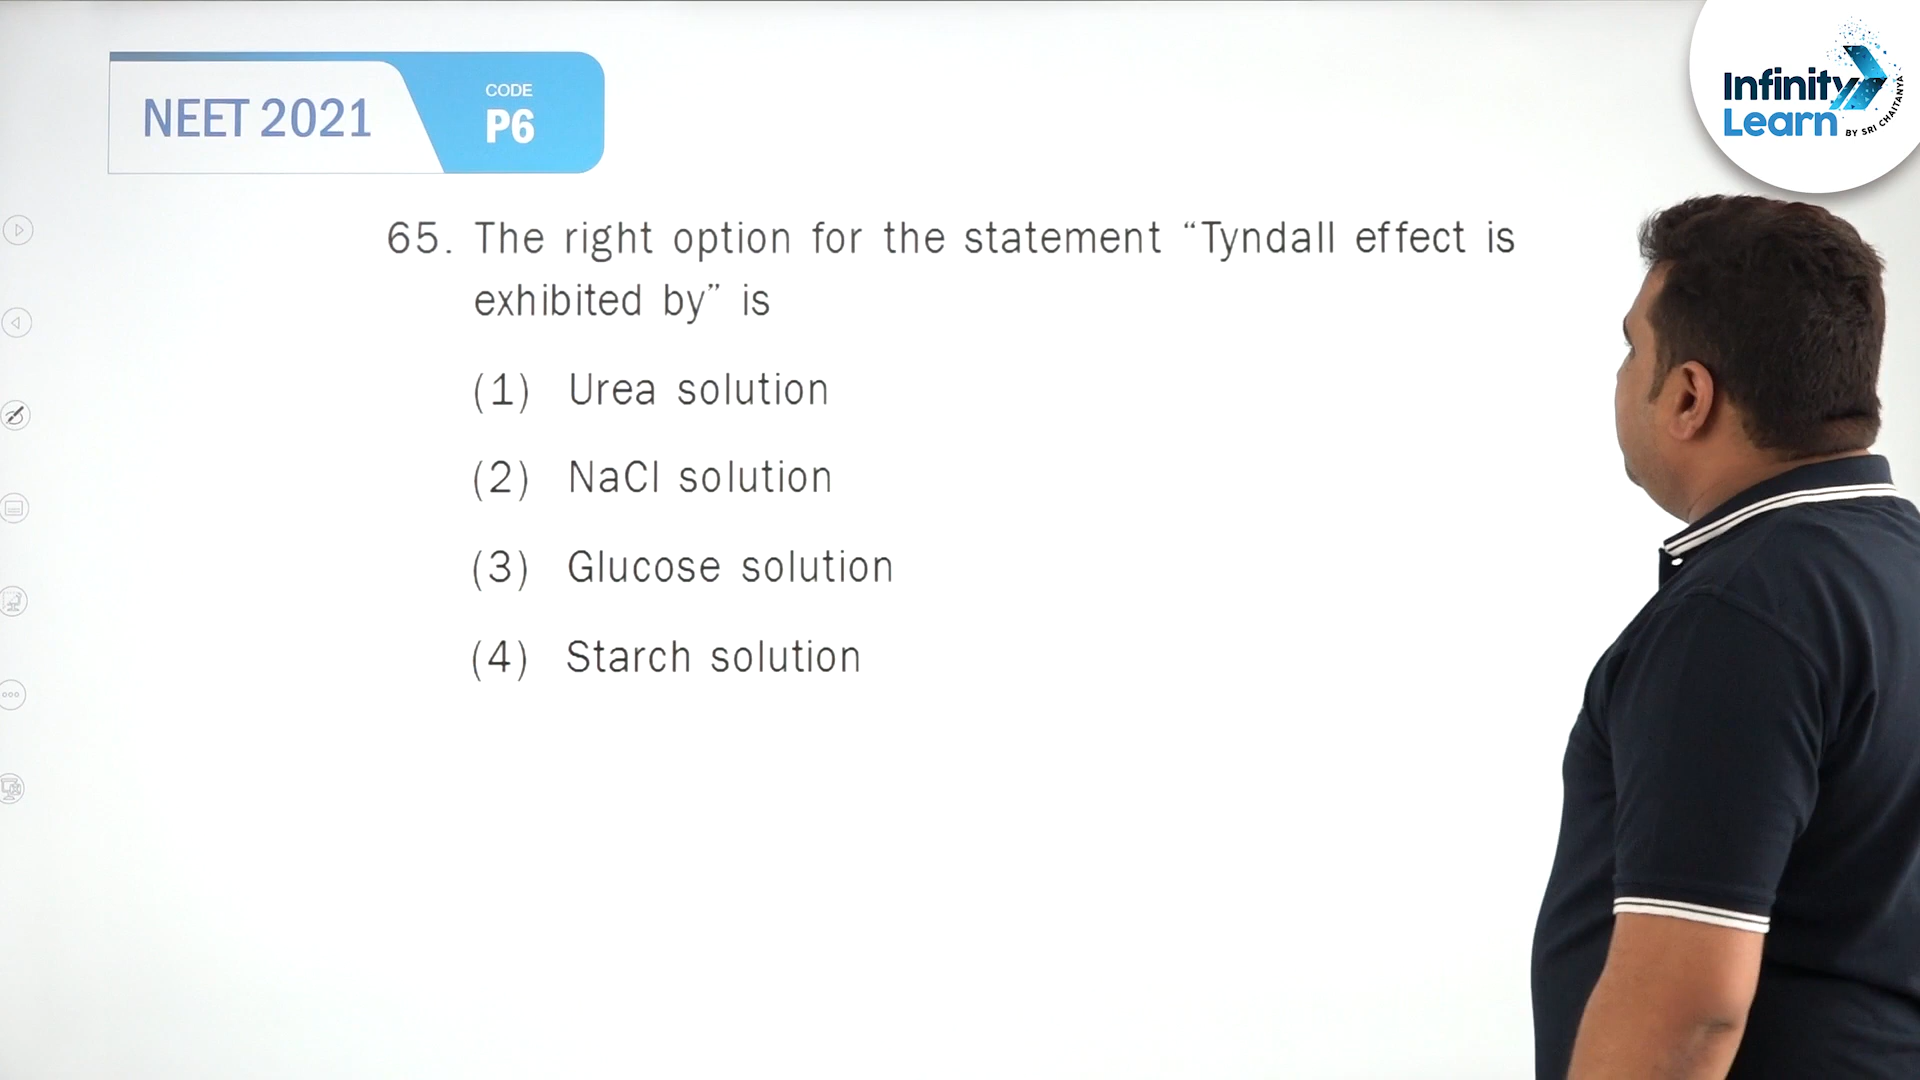 NEET 2021
CODE
P6
Infinity
Learn
BY SRI CHAITANYA
65. The right option for the statement “Tyndall effect is
exhibited by” is
(1) Urea solution
(2) NaCl solution
(3) Glucose solution
(4) Starch solution